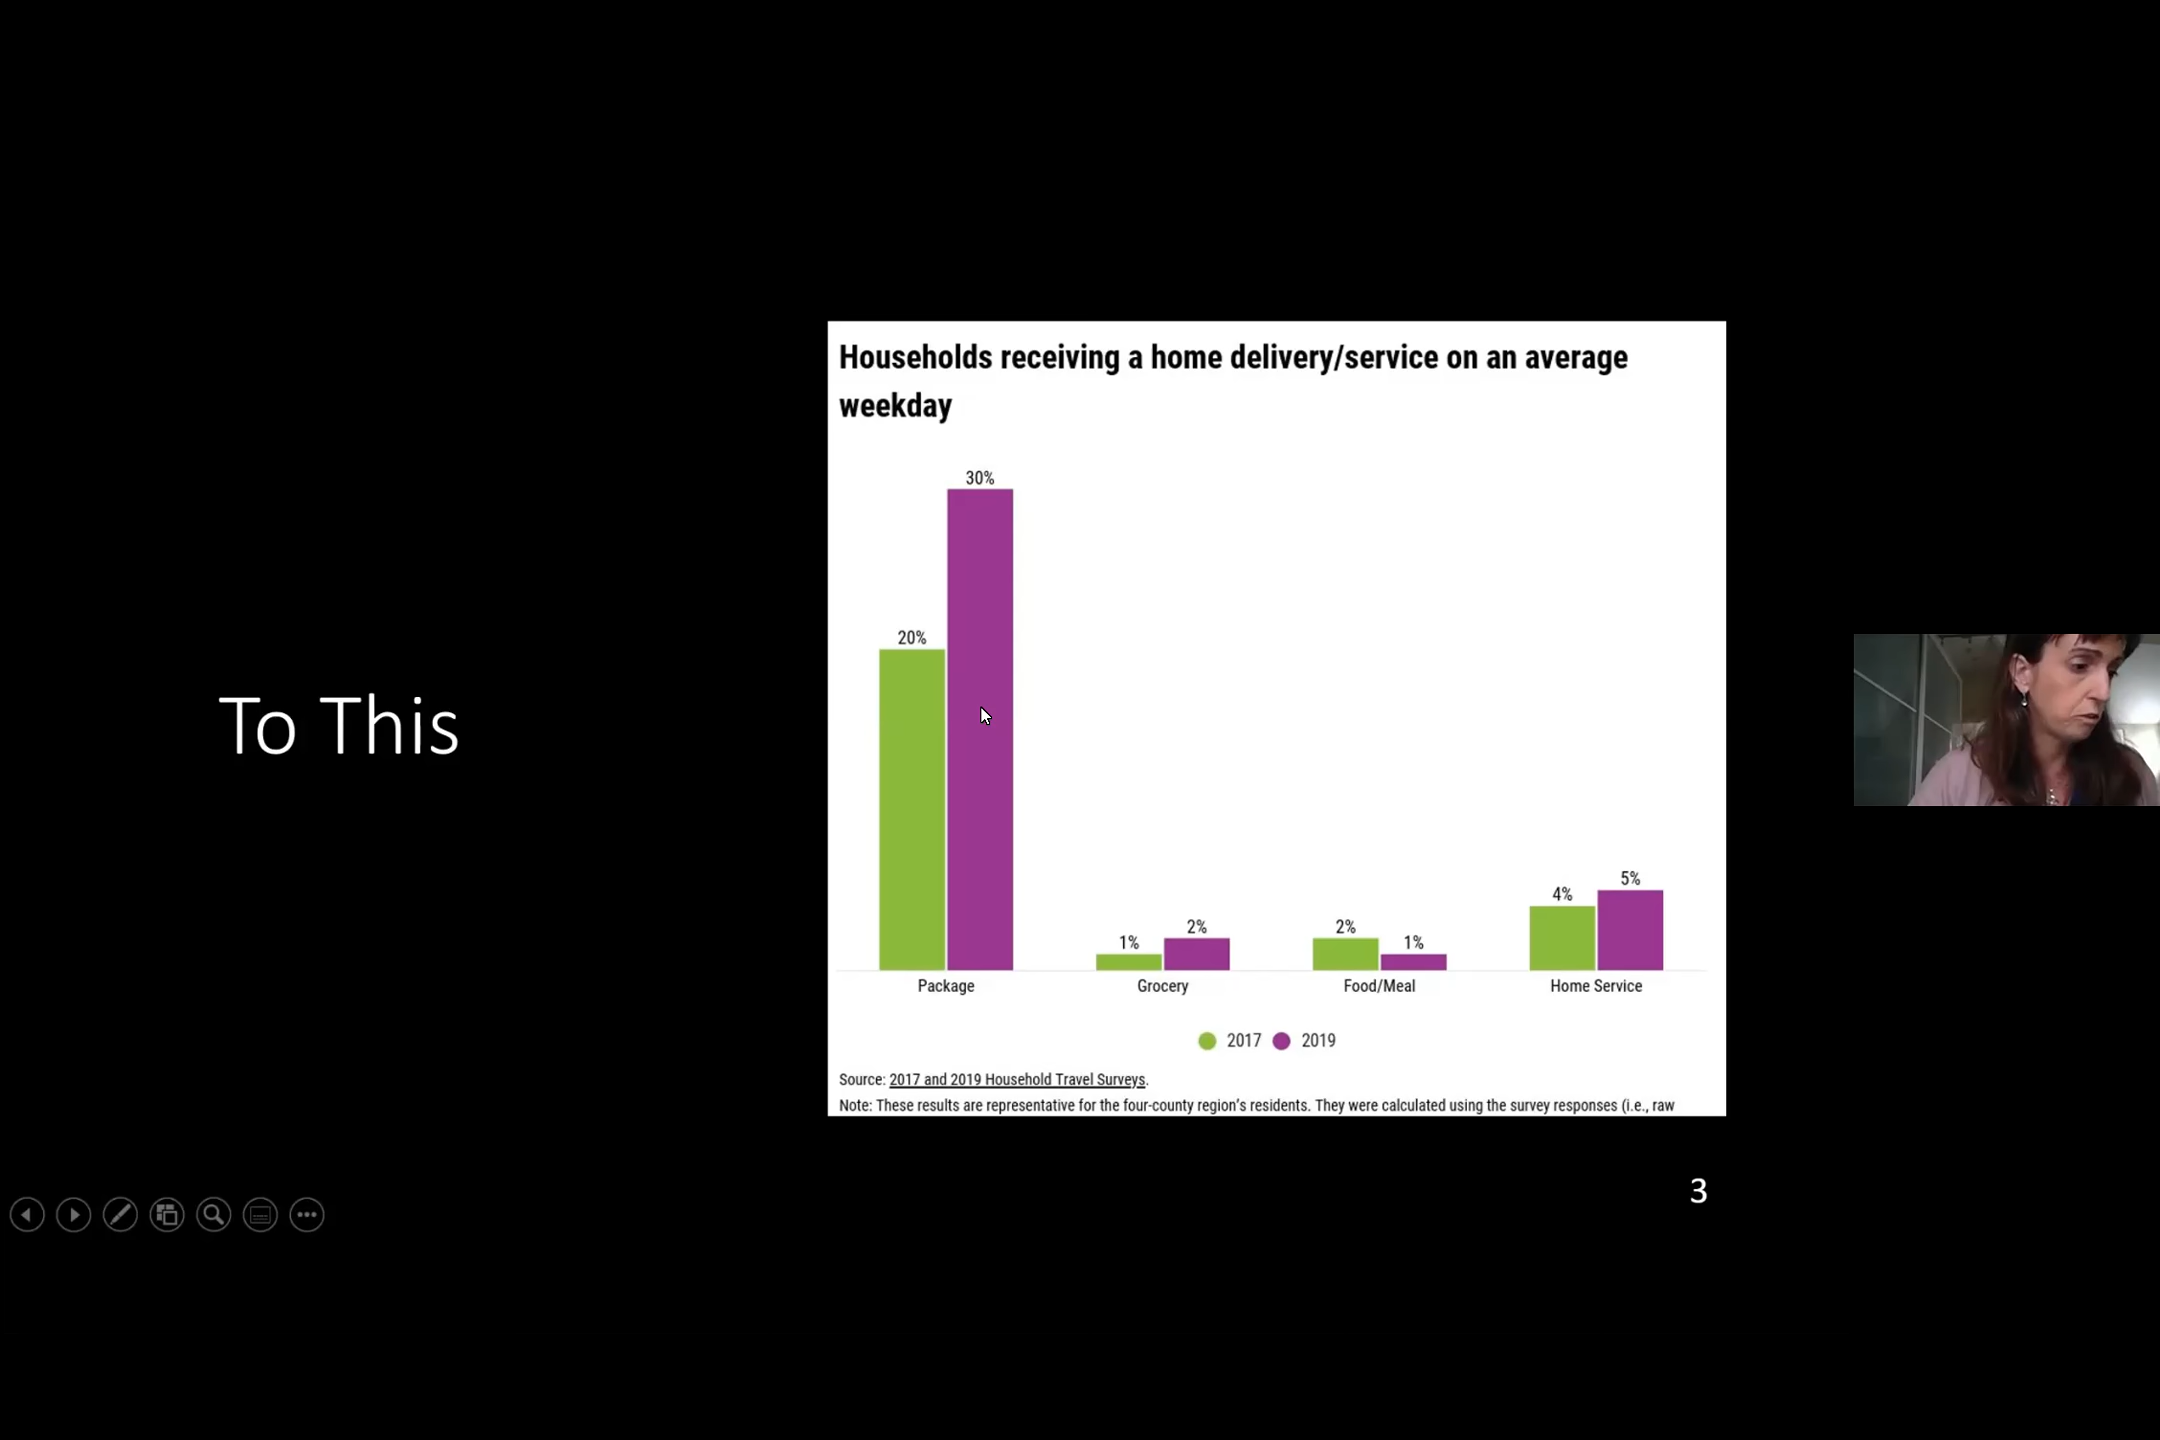 To This
Households receiving a home delivery/service on an average
weekday
30%
20%
1%
2%
2%
1%
4%
5%
Package
Grocery
Food/Meal
Home Service
2017
2019
Source: 2017 and 2019 Household Travel Surveys.
Note: These results are representative for the four-county region's residents. They were calculated using the survey responses (i.e., raw
3